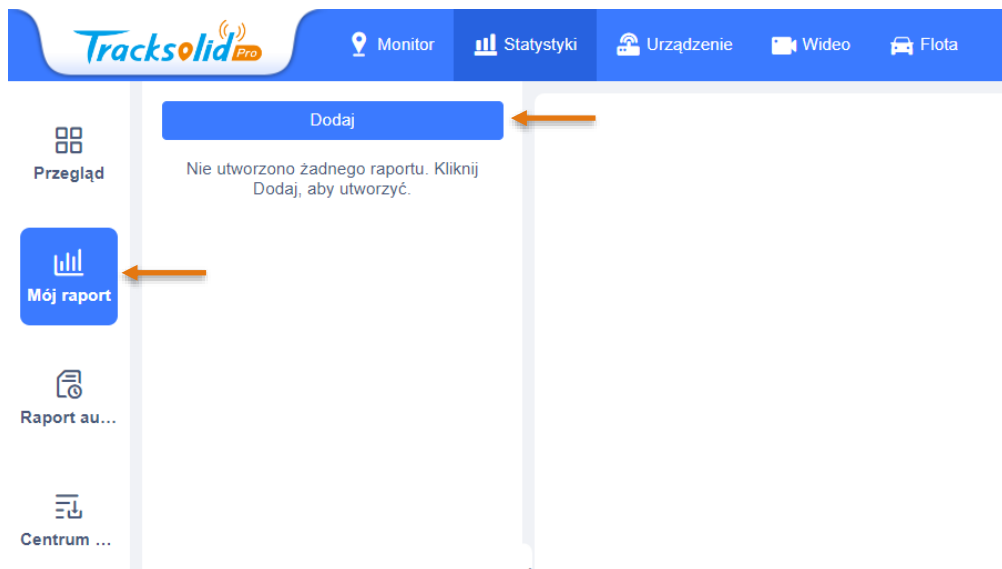 Tracksolid Pro
Monitor
Statystyki
Urządzenie
Wideo
Flota
Przegląd
Mój raport
Raport au...
Centrum ...
Dodaj
Nie utworzono żadnego raportu. Kliknij
Dodaj, aby utworzyć.